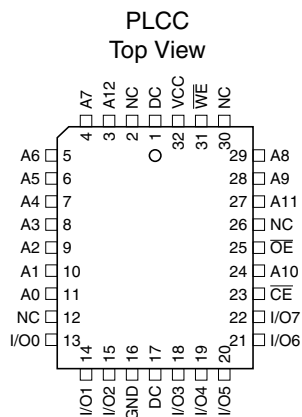 PLCC
Top View
A7 A12 NC DC VCC WE NC
4 3 2 1 32 31 30
A6 5 29 A8
A5 6 28 A9
A4 7 27 A11
A3 8 26 NC
A2 9 25 OE
A1 10 24 A10
A0 11 23 CE
NC 12 22 I/O7
I/O0 13 21 I/O6
14 15 16 17 18 19 20
I/O1 I/O2 GND DC I/O3 I/O4 I/O5